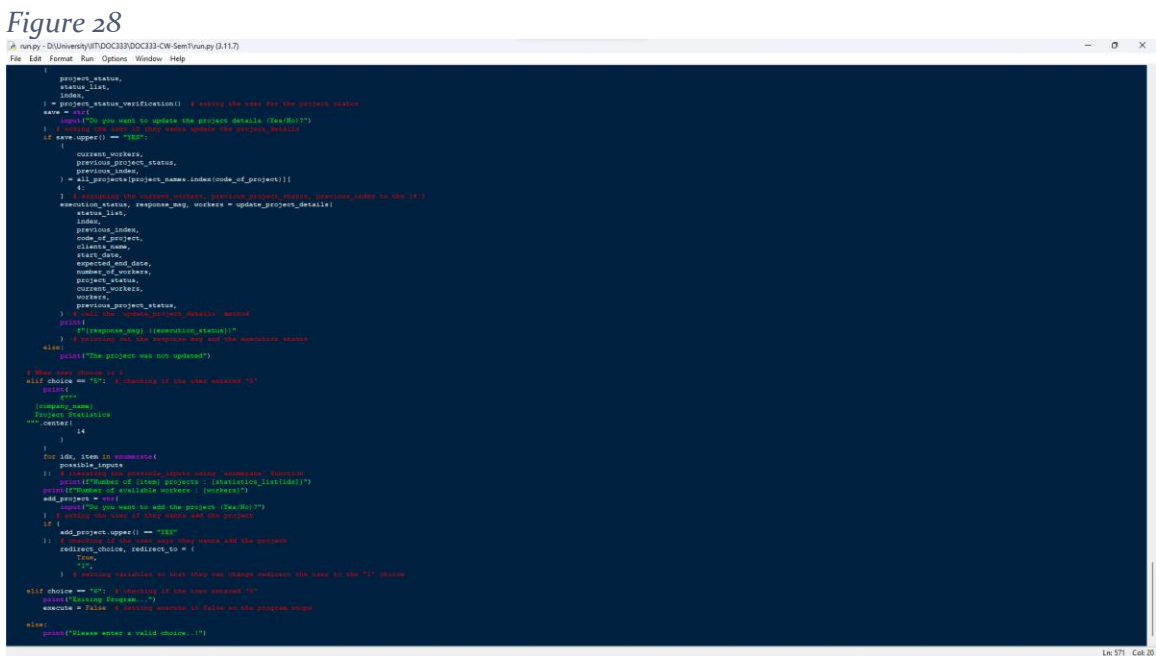 Figure 28
run.py - D:\University\IIT\DOC333\DOC333-CW-Sem1\run.py (3.11.7)
File Edit Format Run Options Window Help
(
project_status,
status_list,
index,
) = project_status_verification() # asking the user for the project status
save = str(
input("Do you want to update the project details (Yes/No)?")
) # asking the user if they wanna update the project_details
if save.upper() == "YES":
(
current_workers,
previous_project_status,
previous_index,
) = all_projects[project_names.index(code_of_project)][
4:
] # assigning the current_workers, previous_project_status, previous_index to the [4:]
execution_status, response_msg, workers = update_project_details(
status_list,
index,
previous_index,
code_of_project,
clients_name,
start_date,
expected_end_date,
number_of_workers,
project_status,
current_workers,
workers,
previous_project_status,
) # call the `update_project_details` method
print(
f"{response_msg} ({execution_status})"
) # printing out the response msg and the execution status
else:
print("The project was not updated")
# When user choice is
elif choice == "5": # checking if the user entered "5"
print(
f"""
{company_name}
Project Statistics
""".center(
14
)
)
for idx, item in enumerate(
possible_inputs
): # iterating the possible_inputs using `enumerate` function
print(f"Number of {item} projects : {statistics_list[idx]}")
print(f"Number of available workers : {workers}")
add_project = str(
input("Do you want to add the project (Yes/No)?")
) # asking the user if they wanna add the project
if (
add_project.upper() == "YES"
): # checking if the user says they wanna add the project
redirect_choice, redirect_to = (
True,
"1",
) # setting variables so that they can change redirect the user to the "1" choice
elif choice == "6": # checking if the user entered "6"
print("Exiting Program...")
execute = False # setting execute to false so the program stops
else:
print("Please enter a valid choice..!")
Ln: 571 Col: 20